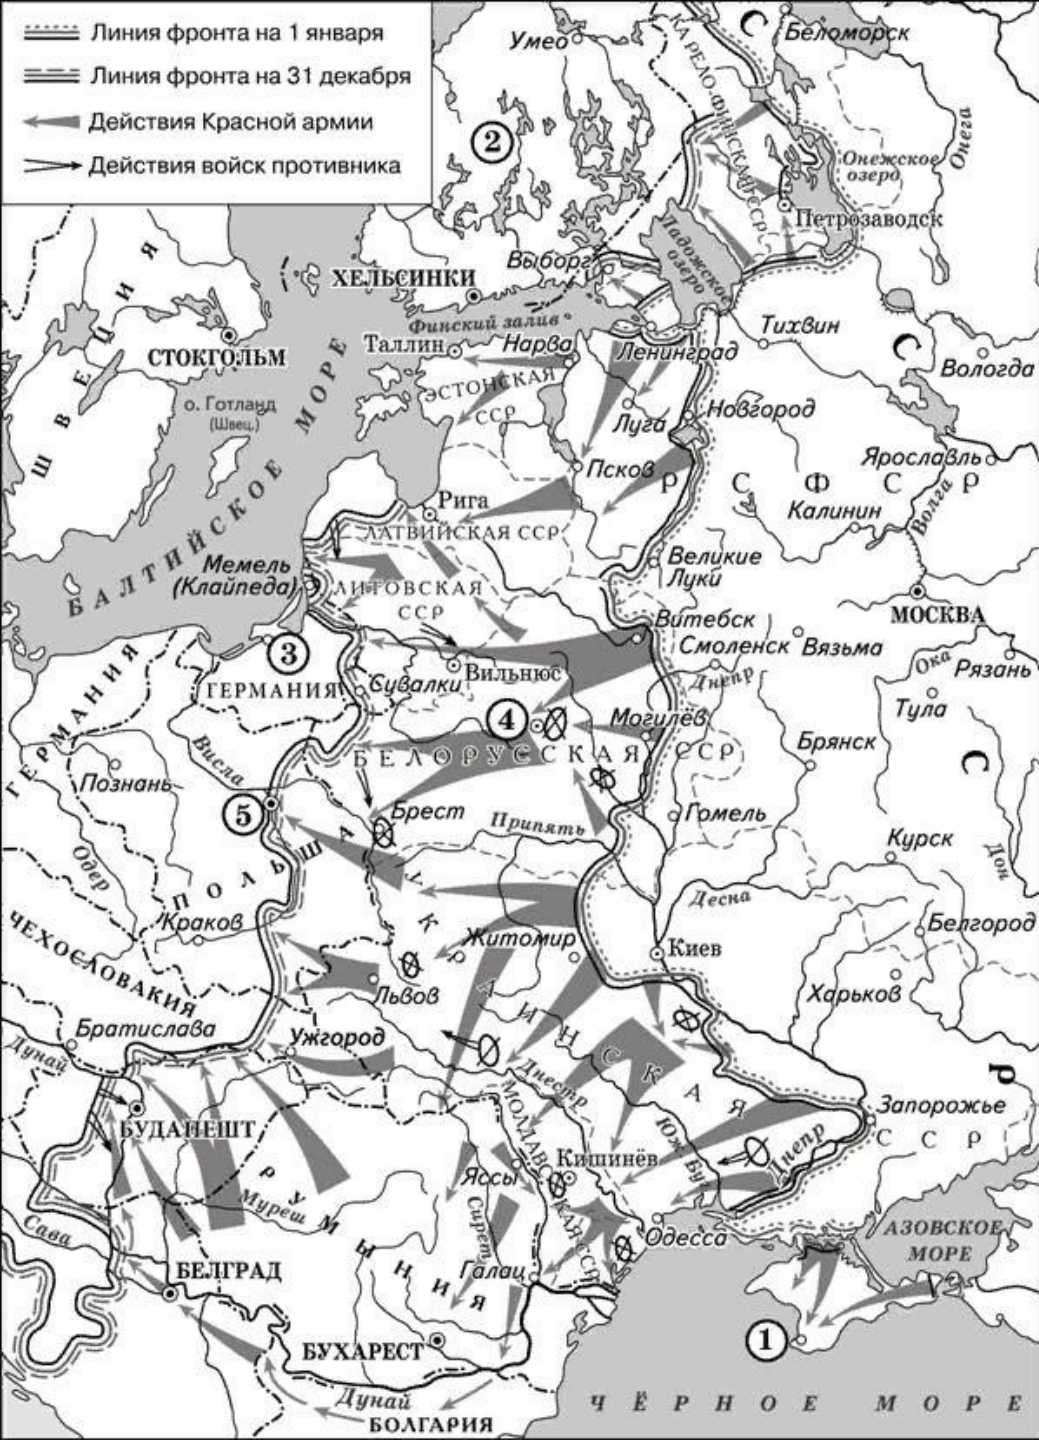 Линия фронта на 1 января
Линия фронта на 31 декабря
Действия Красной армии
Действия войск противника
Умео
Беломорск
С
КАРЕЛО-ФИНСКАЯ ССР
Онега
2
Онежское
озеро
Петрозаводск
Ладожское
озеро
Выборг
ХЕЛЬСИНКИ
Финский залив
Таллин
Нарва
Ленинград
Тихвин
С
Вологда
СТОКГОЛЬМ
ШВЕЦИЯ
о. Готланд
(Швец.)
БАЛТИЙСКОЕ МОРЕ
ЭСТОНСКАЯ
ССР
Луга
Новгород
Псков
Ярославль
Р С Ф С Р
Калинин
Волга
Рига
ЛАТВИЙСКАЯ ССР
Великие
Луки
Мемель
(Клайпеда)
ЛИТОВСКАЯ
ССР
МОСКВА
Витебск
Смоленск
Вязьма
Ока
Рязань
3
Вильнюс
Днепр
Тула
ГЕРМАНИЯ
Сувалки
4
Могилёв
БЕЛОРУССКАЯ ССР
Брянск
С
ГЕРМАНИЯ
Висла
Познань
5
Брест
Припять
Гомель
Курск
Одер
ПОЛЬША
Десна
Дон
Краков
Житомир
Киев
Белгород
ЧЕХОСЛОВАКИЯ
Львов
Харьков
УКРАИНСКАЯ
ССР
Братислава
Ужгород
Дунай
Днестр
Р
БУДАПЕШТ
МОЛДАВСКАЯ ССР
Запорожье
Юж. Буг
Днепр
Кишинёв
Яссы
Муреш
Сирет
РУМЫНИЯ
Сава
Одесса
АЗОВСКОЕ
МОРЕ
БЕЛГРАД
Галац
БУХАРЕСТ
1
Дунай
БОЛГАРИЯ
ЧЁРНОЕ МОРЕ